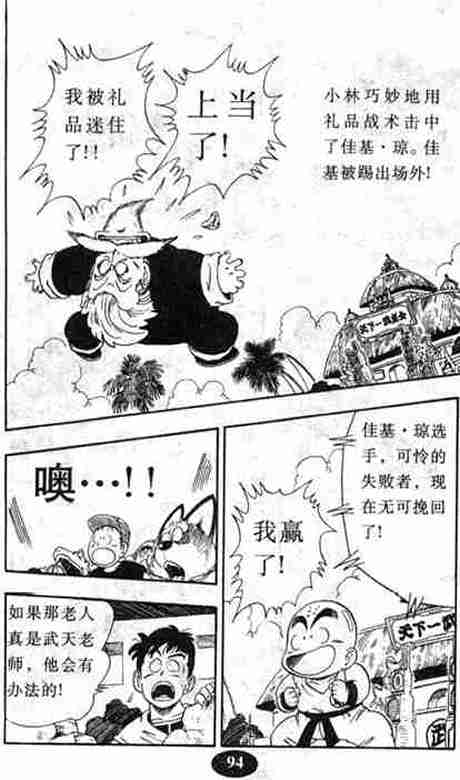 小林巧妙地用
礼品战术击中
了佳基·琼。佳
基被踢出场外!
上当
了!
我被礼
品迷住
了!!
天下一武
佳基·琼选
手,可怜的
失败者,现
在无可挽回
了!
我赢
了!
天下一武
武
噢…!!
如果那老人
真是武天老
师,他会有
办法的!
94